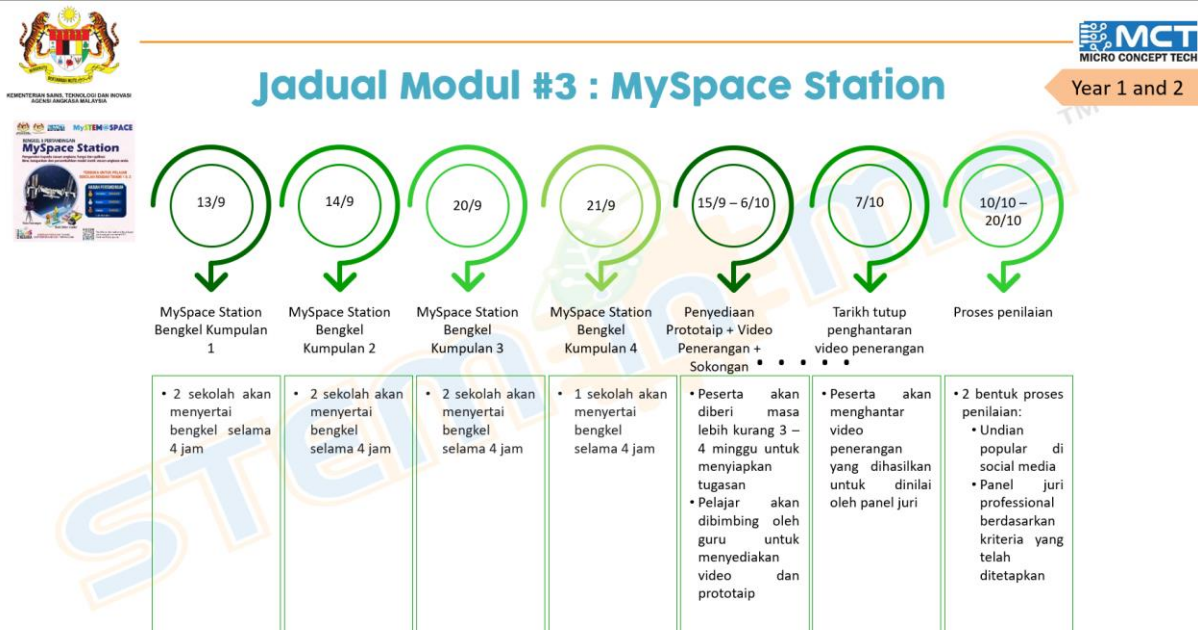 MCT
MICRO CONCEPT TECH
KEMENTERIAN SAINS, TEKNOLOGI DAN INOVASI
AGENSI ANGKASA MALAYSIA
Jadual Modul #3 : MySpace Station
Year 1 and 2
TM
MySTEM@SPACE
MySpace Station
13/9
14/9
20/9
21/9
15/9 – 6/10
7/10
10/10 –
20/10
MySpace Station
Bengkel Kumpulan
1
MySpace Station
Bengkel
Kumpulan 2
MySpace Station
Bengkel
Kumpulan 3
MySpace Station
Bengkel
Kumpulan 4
Penyediaan
Prototaip + Video
Penerangan +
Sokongan
Tarikh tutup
penghantaran
video penerangan
Proses penilaian
• 2 sekolah akan
menyertai
bengkel selama
4 jam
• 2 sekolah akan
menyertai
bengkel
selama 4 jam
• 2 sekolah akan
menyertai
bengkel
selama 4 jam
• 1 sekolah akan
menyertai
bengkel
selama 4 jam
• Peserta akan
diberi masa
lebih kurang 3 –
4 minggu untuk
menyiapkan
tugasan
• Pelajar akan
dibimbing oleh
guru untuk
menyediakan
video dan
prototaip
• Peserta akan
menghantar
video
penerangan
yang dihasilkan
untuk dinilai
oleh panel juri
• 2 bentuk proses
penilaian:
• Undian
popular di
social media
• Panel juri
professional
berdasarkan
kriteria yang
telah
ditetapkan
STEM in me